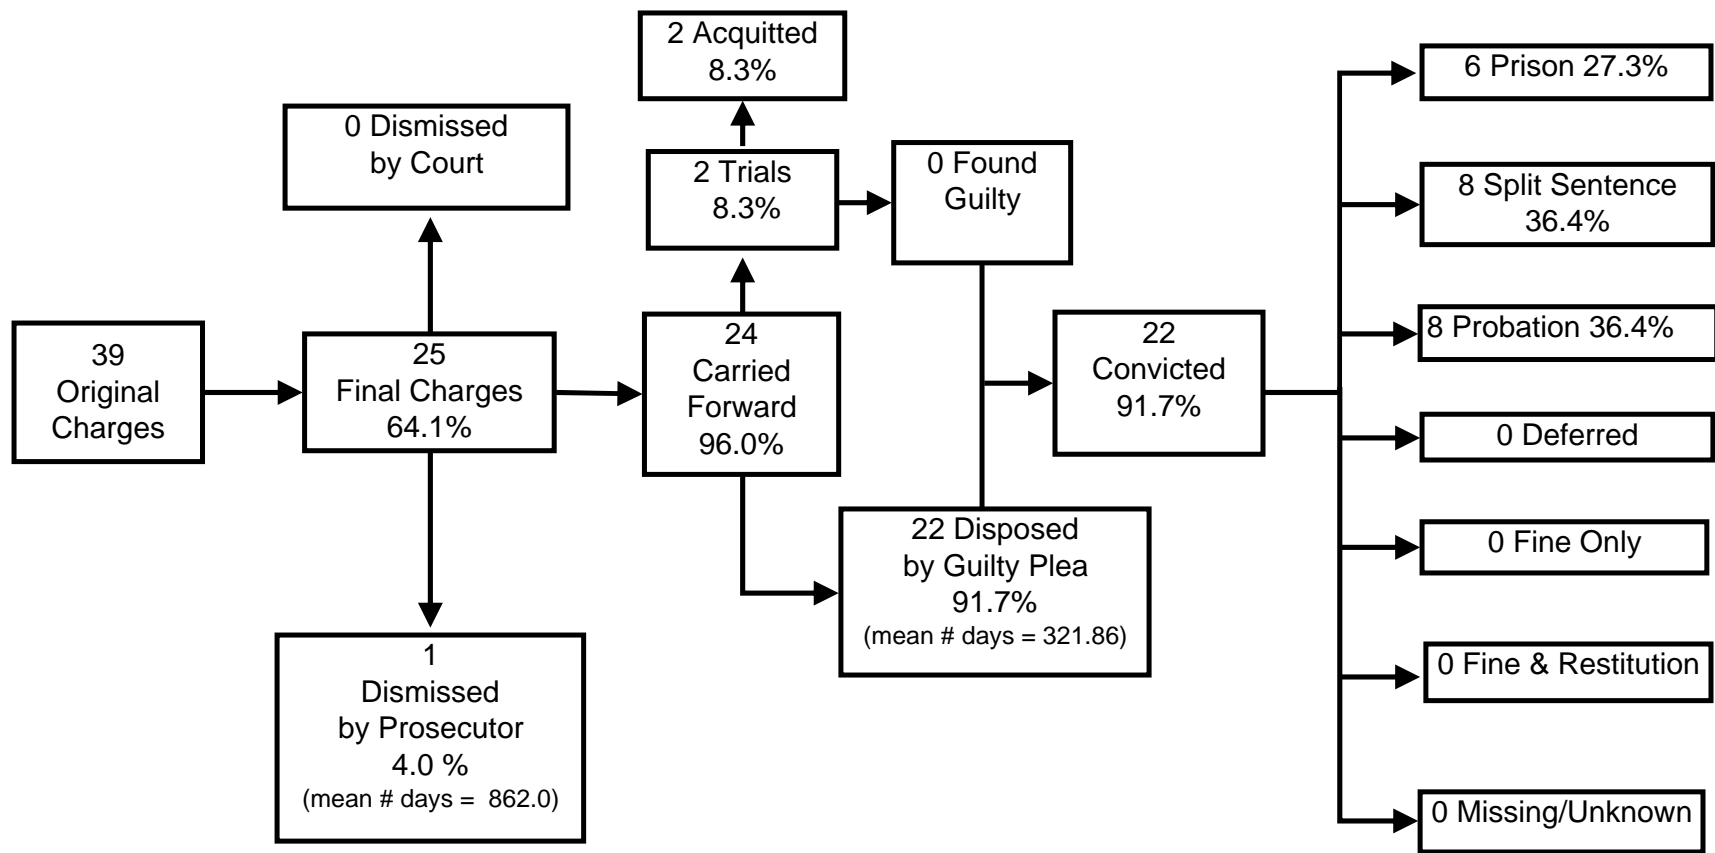 39
Original
Charges
0 Dismissed
by Court
25
Final Charges
64.1%
1
Dismissed
by Prosecutor
4.0 %
(mean # days =  862.0)
2 Acquitted
8.3%
2 Trials
8.3%
24
Carried
Forward
96.0%
0 Found
Guilty
22 Disposed
by Guilty Plea
91.7%
(mean # days = 321.86)
22
Convicted
91.7%
6 Prison 27.3%
8 Split Sentence
36.4%
8 Probation 36.4%
0 Deferred
0 Fine Only
0 Fine & Restitution
0 Missing/Unknown